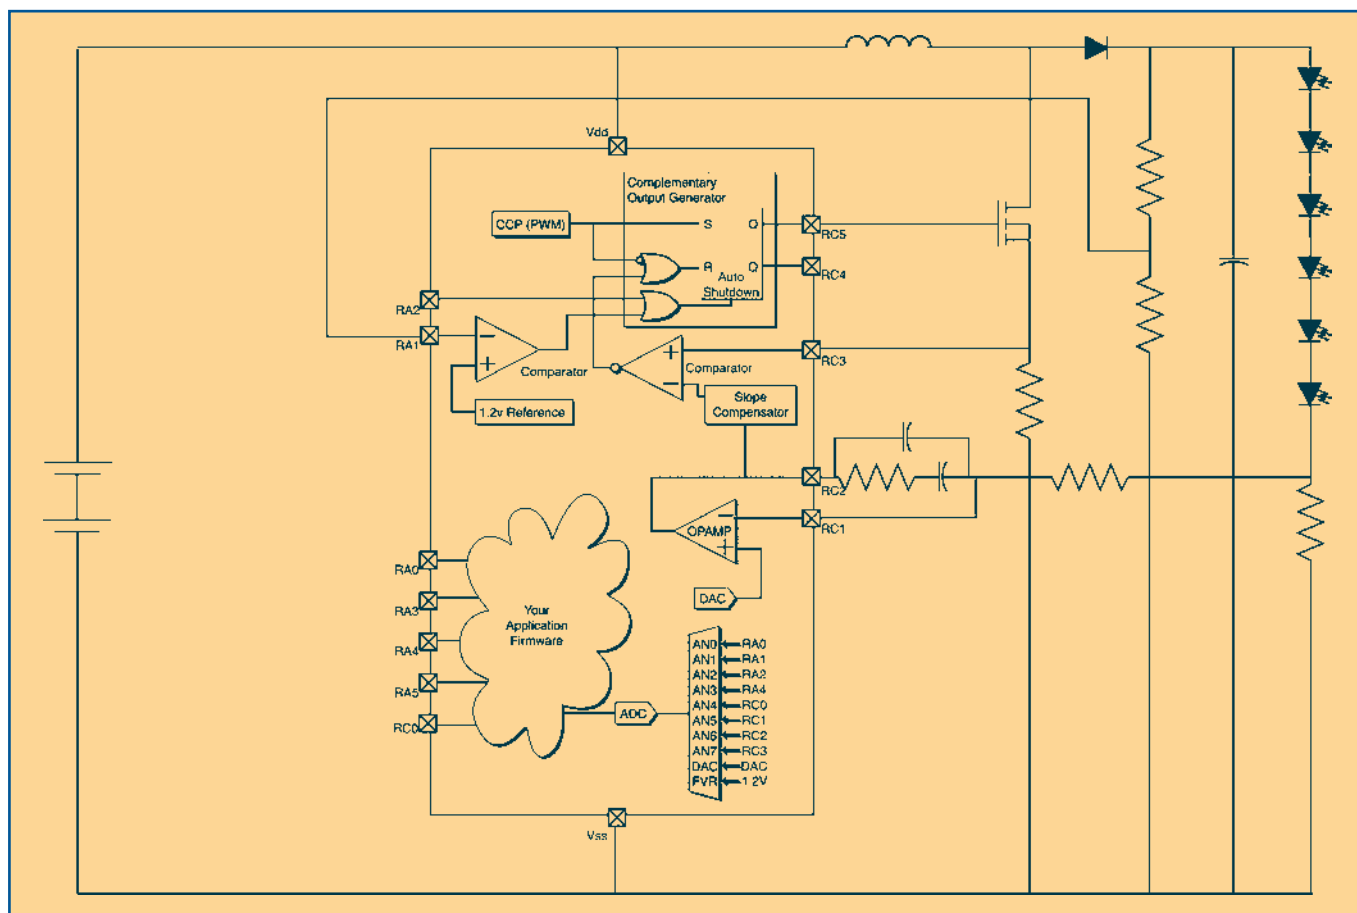 Vdd
Complementary
Output Generator
CCP (PWM)
S
Q
RC5
R
Q
RC4
Auto
Shutdown
RA2
RA1
Comparator
Comparator
RC3
1.2v Reference
Slope
Compensator
RC2
OPAMP
RC1
RA0
DAC
RA3
Your
Application
Firmware
RA4
RA5
RC0
ADC
AN0 RA0
AN1 RA1
AN2 RA2
AN3 RA4
AN4 RC0
AN5 RC1
AN6 RC2
AN7 RC3
DAC DAC
FVR 1.2V
Vss